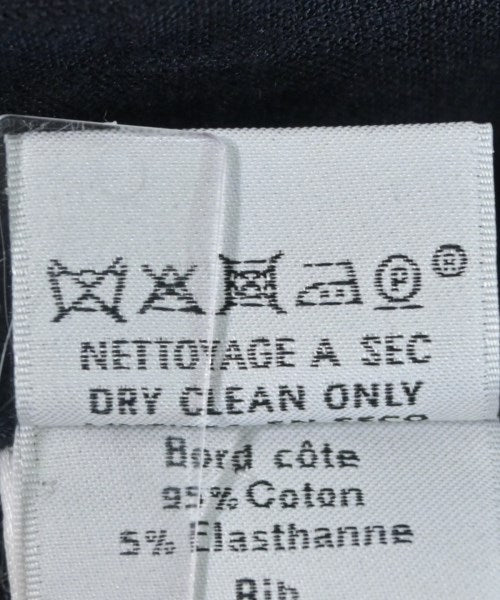 P ®
NETTOYAGE A SEC
DRY CLEAN ONLY
Bord côte
95% Coton
5% Elasthanne
Rib